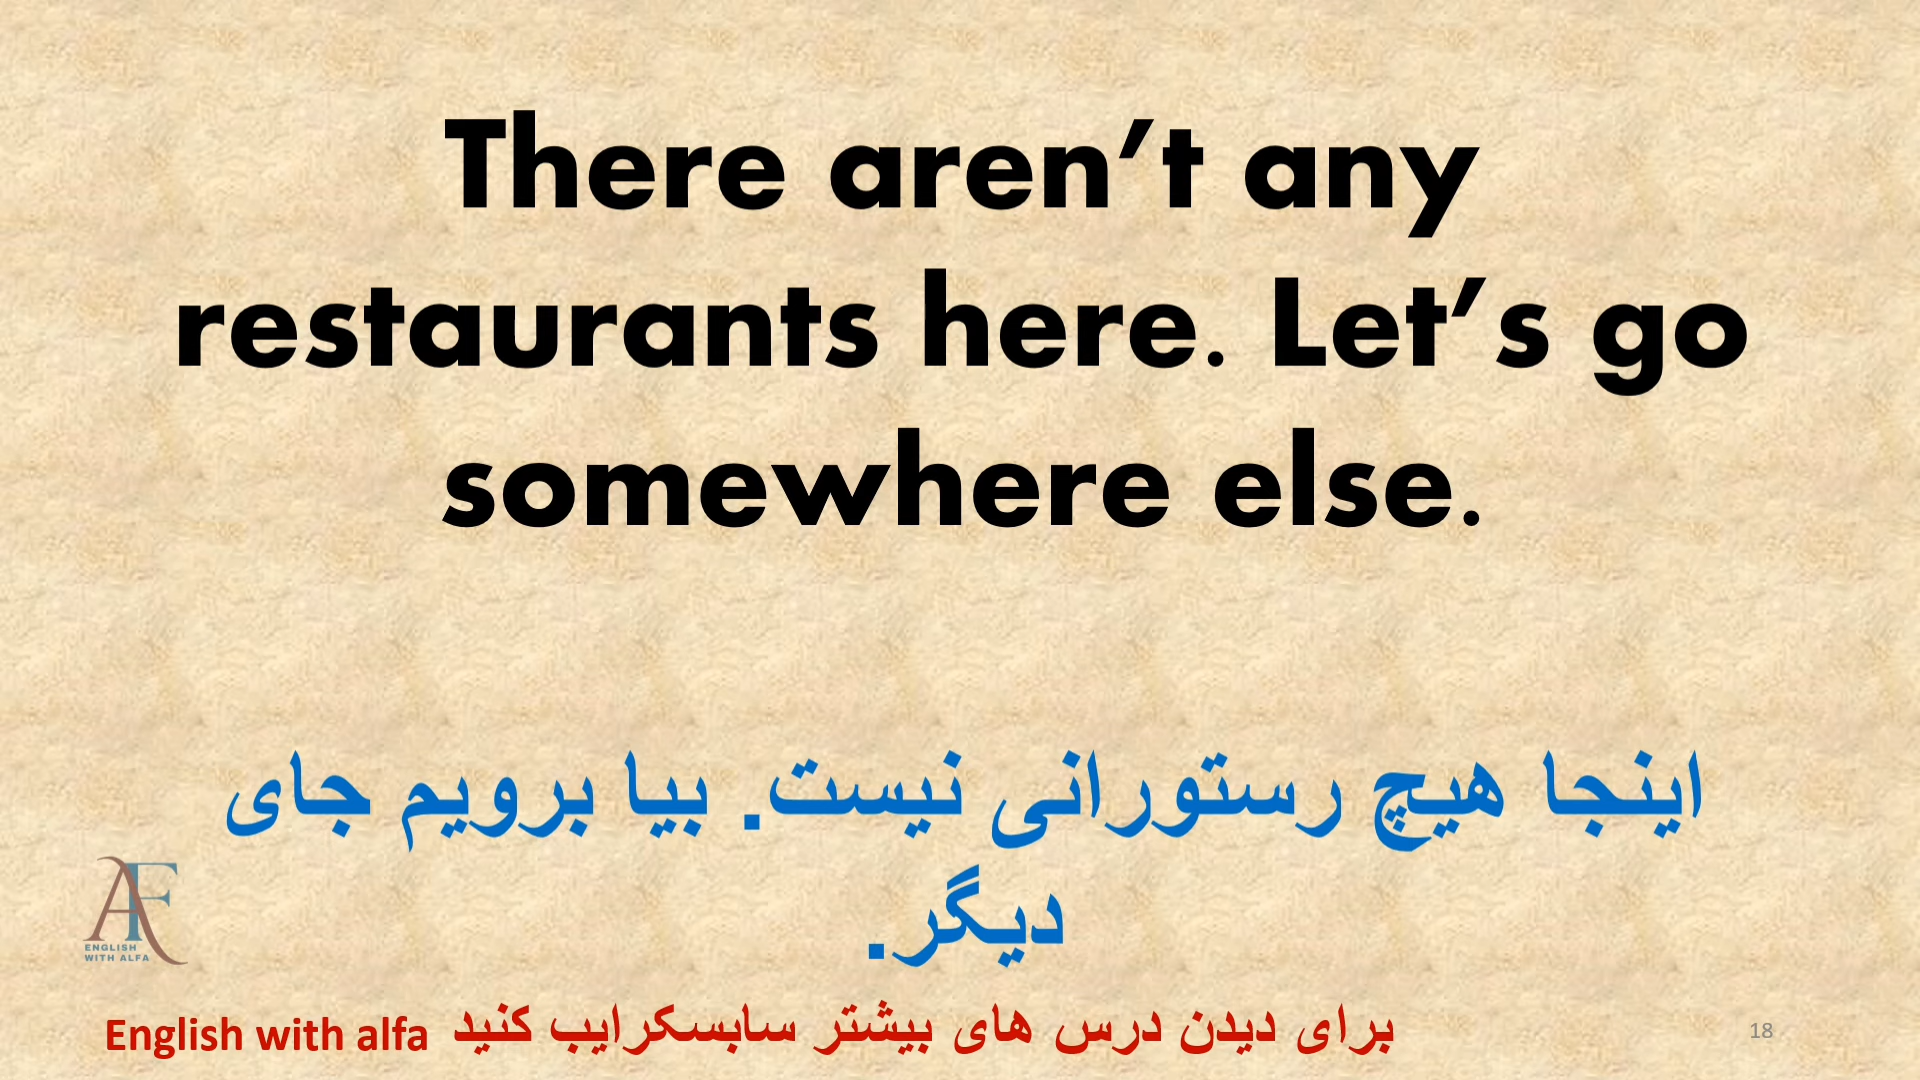 There aren’t any
restaurants here. Let’s go
somewhere else.
اینجا هیچ رستورانی نیست. بیا برویم جای
دیگر.
AF
ENGLISH
WITH ALFA
برای دیدن درس های بیشتر سابسکرایب کنید English with alfa
18